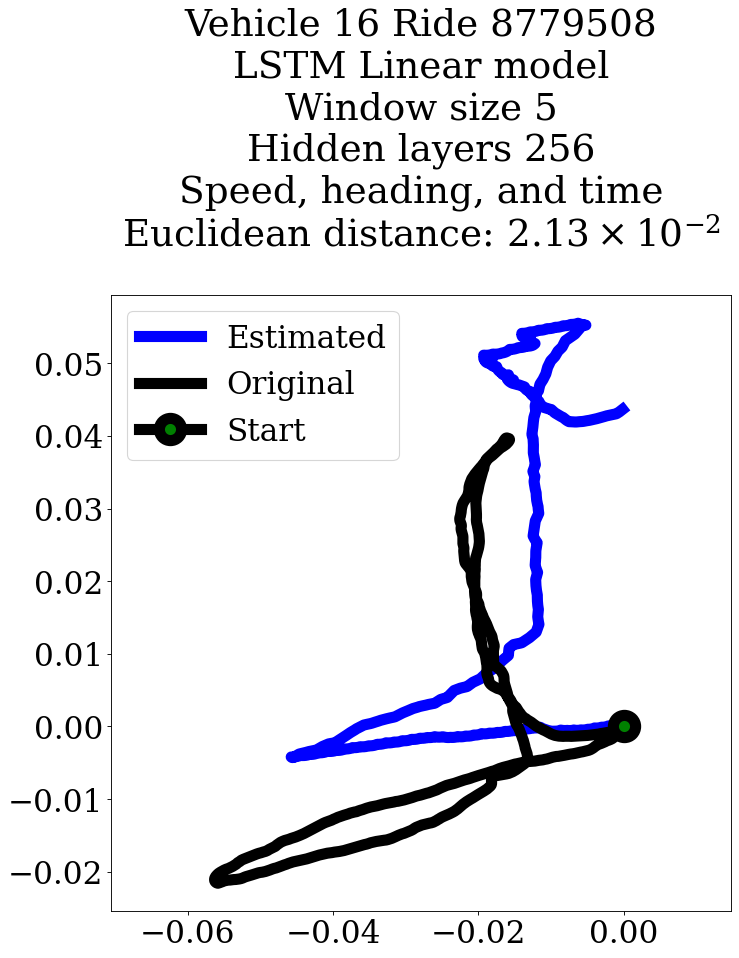 Vehicle 16 Ride 8779508
LSTM Linear model
Window size 5
Hidden layers 256
Speed, heading, and time
Euclidean distance: 2.13 × 10⁻²
Estimated
Original
Start
0.05
0.04
0.03
0.02
0.01
0.00
−0.01
−0.02
−0.06 −0.04 −0.02 0.00